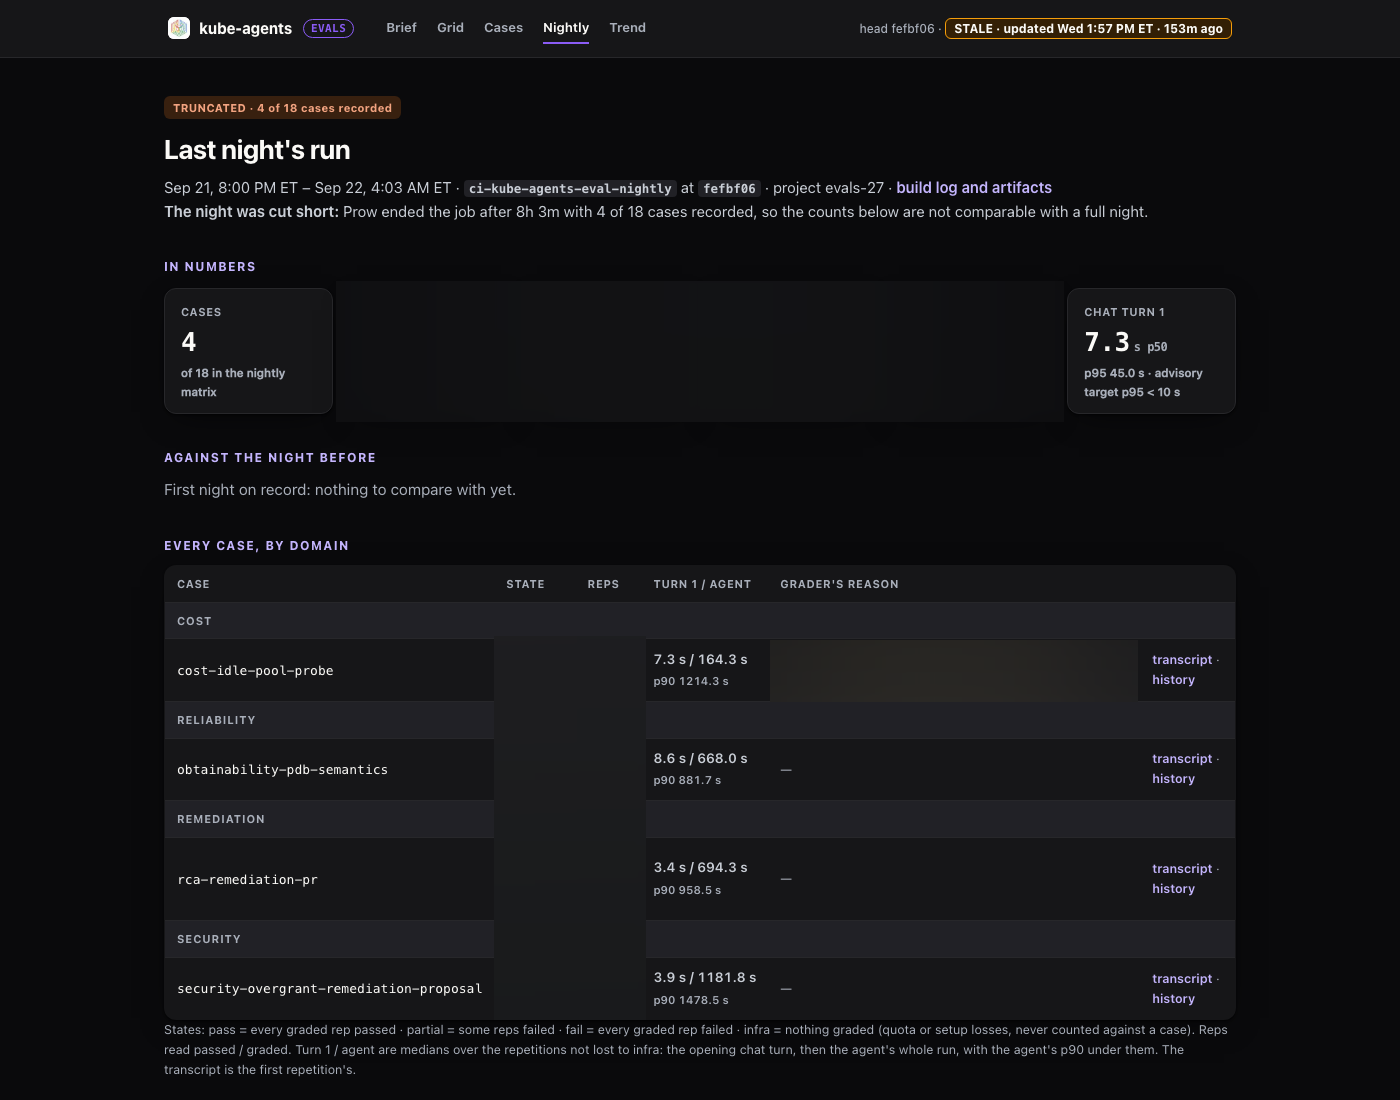 kube-agents EVALS Brief Grid Cases Nightly Trend head fefbf06 · STALE · updated Wed 1:57 PM ET · 153m ago
TRUNCATED · 4 of 18 cases recorded
Last night's run
Sep 21, 8:00 PM ET – Sep 22, 4:03 AM ET · ci-kube-agents-eval-nightly at fefbf06 · project evals-27 · build log and artifacts
The night was cut short: Prow ended the job after 8h 3m with 4 of 18 cases recorded, so the counts below are not comparable with a full night.
IN NUMBERS
CASES
4
of 18 in the nightly
matrix
CHAT TURN 1
7.3 s p50
p95 45.0 s · advisory
target p95 < 10 s
AGAINST THE NIGHT BEFORE
First night on record: nothing to compare with yet.
EVERY CASE, BY DOMAIN
CASE STATE REPS TURN 1 / AGENT GRADER'S REASON
COST
cost-idle-pool-probe 7.3 s / 164.3 s transcript ·
p90 1214.3 s history
RELIABILITY
obtainability-pdb-semantics 8.6 s / 668.0 s — transcript ·
p90 881.7 s history
REMEDIATION
rca-remediation-pr 3.4 s / 694.3 s — transcript ·
p90 958.5 s history
SECURITY
security-overgrant-remediation-proposal 3.9 s / 1181.8 s — transcript ·
p90 1478.5 s history
States: pass = every graded rep passed · partial = some reps failed · fail = every graded rep failed · infra = nothing graded (quota or setup losses, never counted against a case). Reps
read passed / graded. Turn 1 / agent are medians over the repetitions not lost to infra: the opening chat turn, then the agent's whole run, with the agent's p90 under them. The
transcript is the first repetition's.